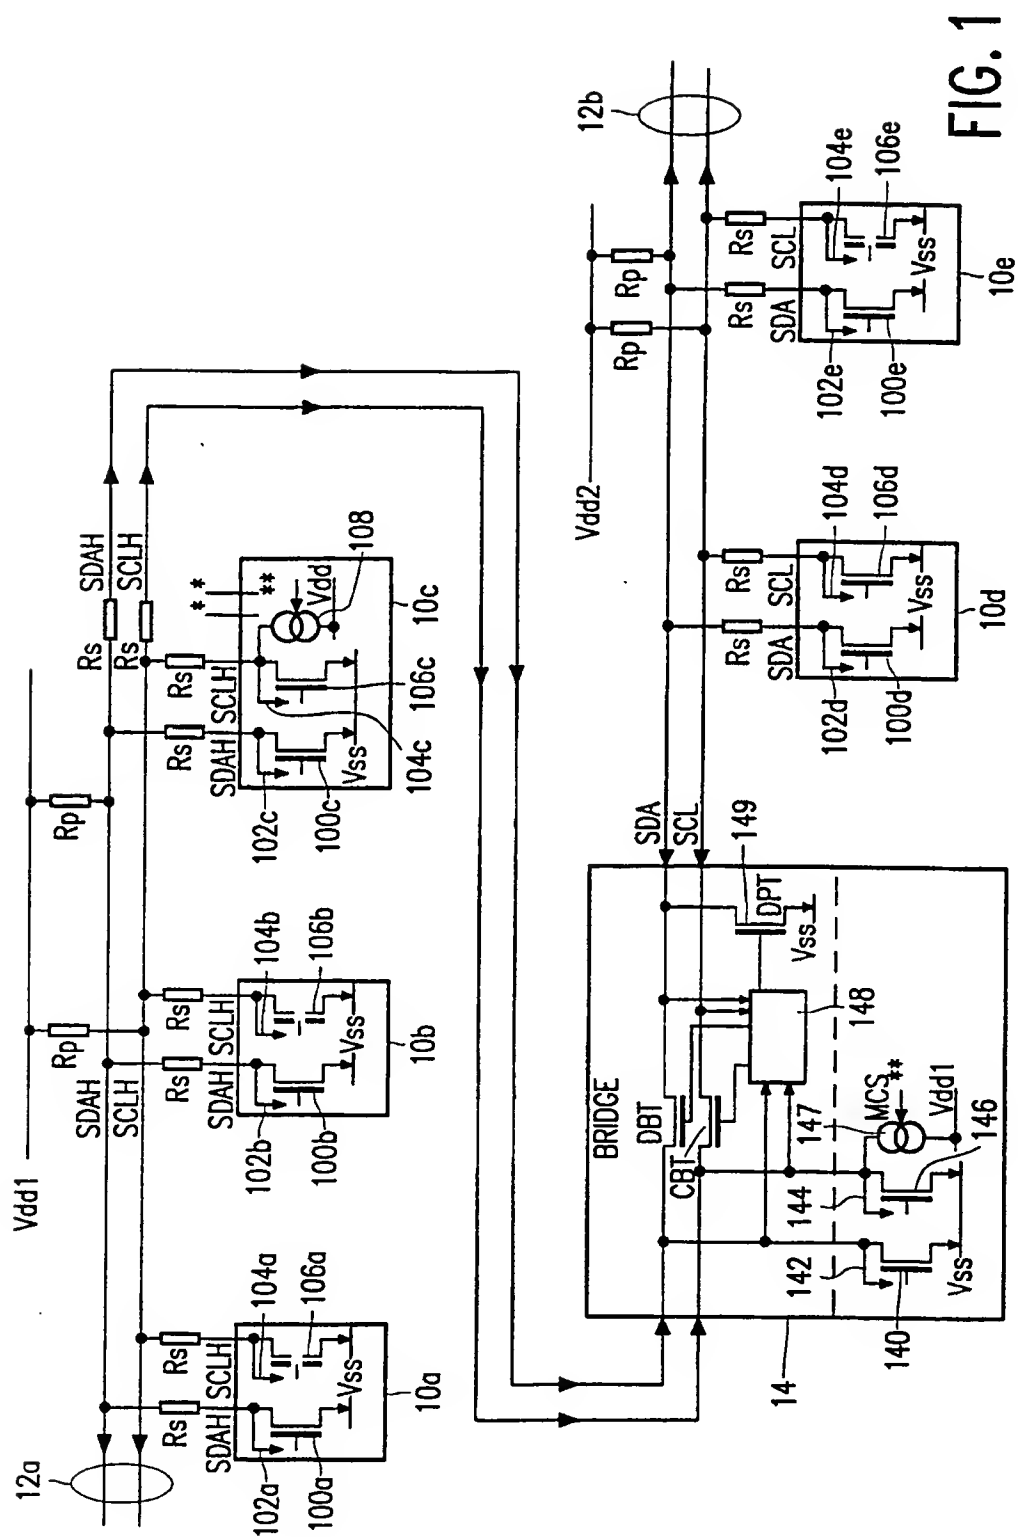 12a
Vdd1
Rp
Rp
SDAH
SCLH
Rs
Rs
SDAH
SCLH
Rs
Rs
SDAH
SCLH
104a
106a
Vss
102a
100a
10a
Rs
Rs
SDAH
SCLH
104b
106b
Vss
102b
100b
10b
Rs
Rs
SDAH
SCLH
* *
**
Vdd
108
Vss
102c
100c
104c
106c
10c
BRIDGE
DBT
CBT
SDA
SCL
149
DPT
Vss
148
142
144
147
MCS
**
Vdd1
146
Vss
140
14
Vdd2
Rp
Rp
12b
Rs
Rs
SDA
SCL
104d
106d
Vss
102d
100d
10d
Rs
Rs
SDA
SCL
104e
106e
Vss
102e
100e
10e
FIG. 1